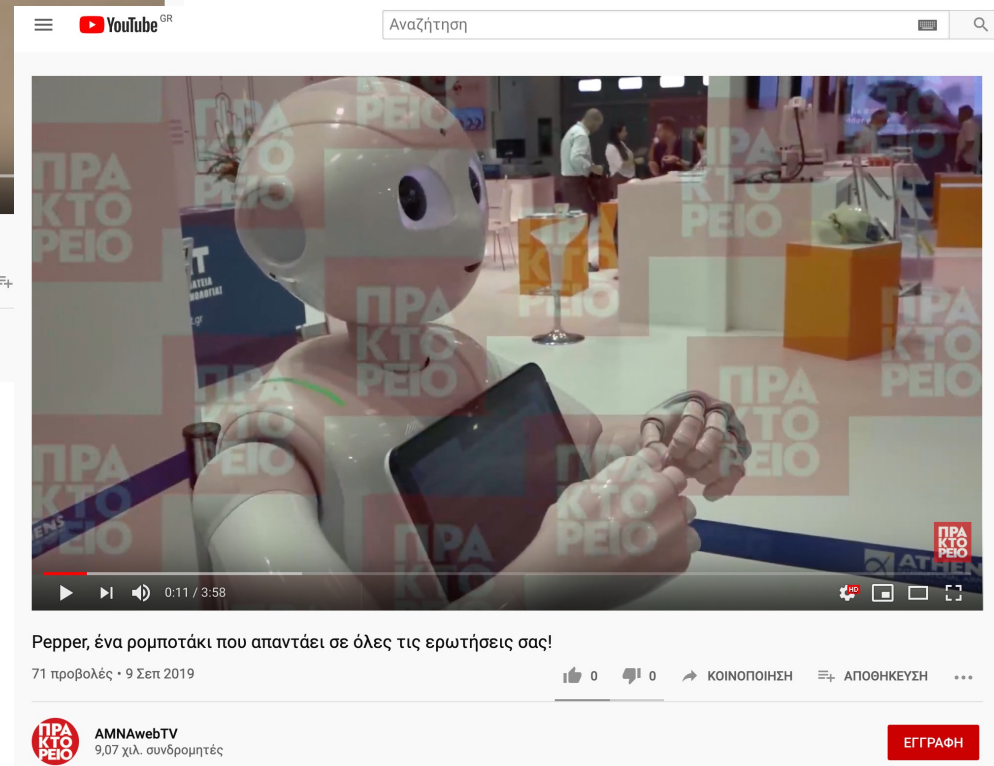 YouTube GR
Αναζήτηση
ΠΡΑ
ΚΤΟ
ΡΕΙΟ
ATHEN
HD
0:11 / 3:58
Pepper, ένα ρομποτάκι που απαντάει σε όλες τις ερωτήσεις σας!
71 προβολές • 9 Σεπ 2019
0
0
ΚΟΙΝΟΠΟΙΗΣΗ
ΑΠΟΘΗΚΕΥΣΗ
ΠΡΑ
ΚΤΟ
ΡΕΙΟ
AMNAwebTV
9,07 χιλ. συνδρομητές
ΕΓΓΡΑΦΗ